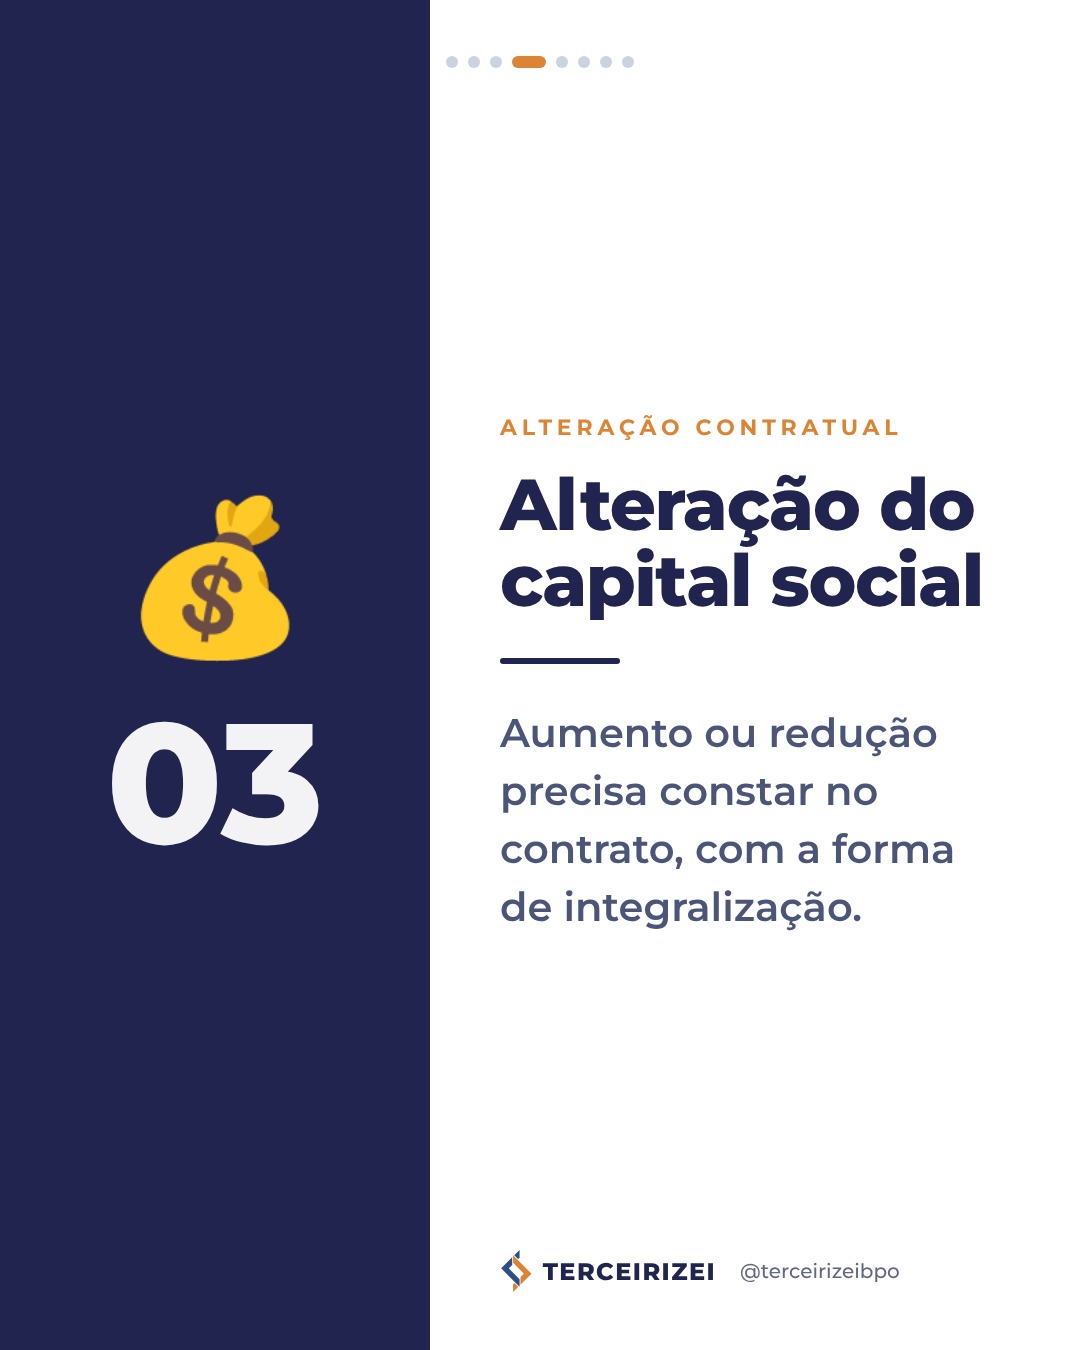 ALTERAÇÃO CONTRATUAL
Alteração do
capital social
$
03
Aumento ou redução
precisa constar no
contrato, com a forma
de integralização.
TERCEIRIZEI @terceirizeibpo